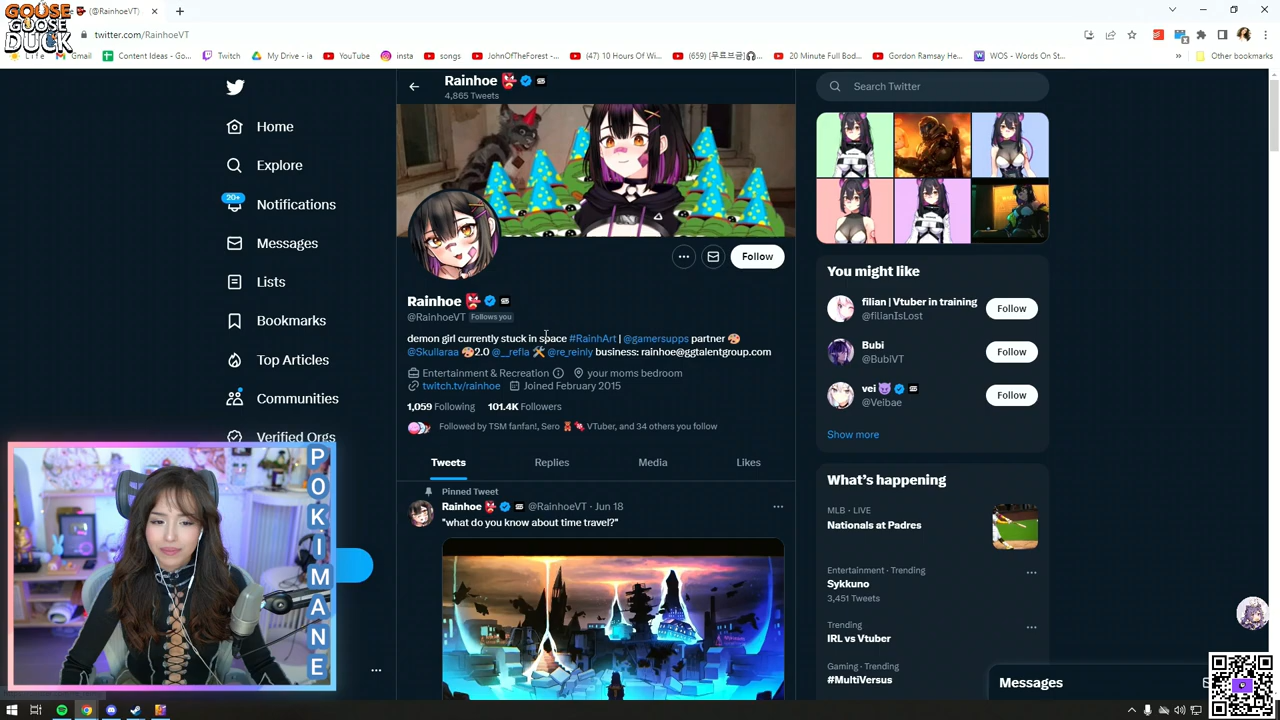 GOOSE
GOOSE
DUCK
(@RainhoeVT)
twitter.com/RainhoeVT
Life
Gmail
Content Ideas - Go...
Twitch
My Drive - ia
YouTube
insta
songs
JohnOfTheForest -...
(47) 10 Hours Of Wi...
20 Minute Full Bod...
Gordon Ramsay He...
WOS - Words On St...
Other bookmarks
Home
Explore
20+
Notifications
Messages
Lists
Bookmarks
Top Articles
Communities
Verified Orgs
Rainhoe
4,865 Tweets
Follow
Rainhoe
@RainhoeVT Follows you
demon girl currently stuck in space #RainhArt | @gamersupps partner
@Skullaraa 2.0 @__refla @re_reinly business: rainhoe@ggtalentgroup.com
Entertainment & Recreation your moms bedroom
twitch.tv/rainhoe Joined February 2015
1,059 Following 101.4K Followers
Followed by TSM fanfan!, Sero VTuber, and 34 others you follow
Tweets Replies Media Likes
Pinned Tweet
Rainhoe @RainhoeVT · Jun 18
"what do you know about time travel?"
Search Twitter
You might like
filian | Vtuber in training
@filianIsLost
Follow
Bubi
@BubiVT
Follow
vei
@Veibae
Follow
Show more
What's happening
MLB · LIVE
Nationals at Padres
Entertainment · Trending
Sykkuno
3,451 Tweets
Trending
IRL vs Vtuber
Gaming · Trending
#MultiVersus
Messages
POKIMANE